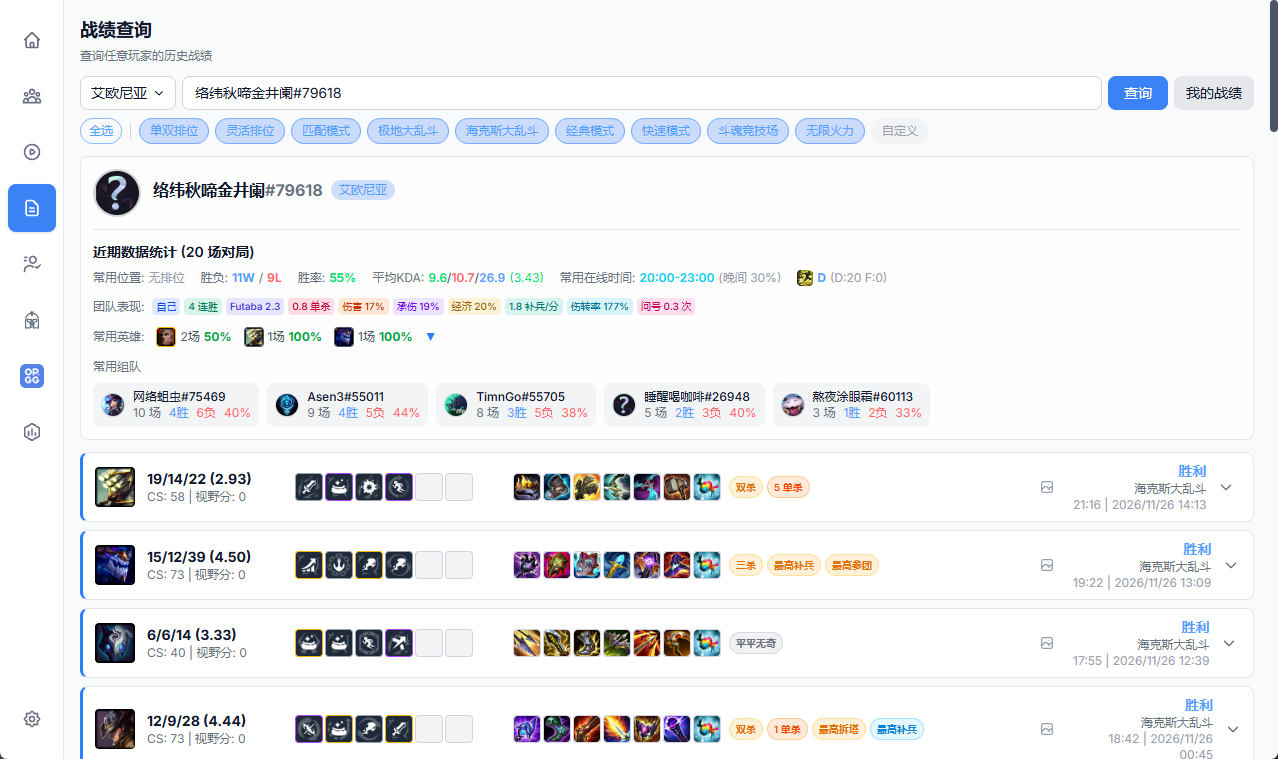 战绩查询
查询任意玩家的历史战绩
艾欧尼亚 络纬秋啼金井阑#79618 查询 我的战绩
全选 单双排位 灵活排位 匹配模式 极地大乱斗 海克斯大乱斗 经典模式 快速模式 斗魂竞技场 无限火力 自定义
络纬秋啼金井阑#79618 艾欧尼亚
近期数据统计 (20 场对局)
常用位置: 无排位 胜负: 11W / 9L 胜率: 55% 平均KDA: 9.6/10.7/26.9 (3.43) 常用在线时间: 20:00-23:00 (晚间 30%) D (D:20 F:0)
团队表现: 自己 4 连胜 Futaba 2.3 0.8 单杀 伤害 17% 承伤 19% 经济 20% 1.8 补兵/分 伤转率 177% 问号 0.3 次
常用英雄: 2场 50% 1场 100% 1场 100% ▼
常用组队
网络蛆虫#75469 Asen3#55011 TimnGo#55705 睡醒喝咖啡#26948 熬夜涂眼霜#60113
10 场 4胜 6负 40% 9 场 4胜 5负 44% 8 场 3胜 5负 38% 5 场 2胜 3负 40% 3 场 1胜 2负 33%
19/14/22 (2.93)
CS: 58 | 视野分: 0
双杀 5 单杀
胜利
海克斯大乱斗
21:16 | 2026/11/26 14:13
15/12/39 (4.50)
CS: 73 | 视野分: 0
三杀 最高补兵 最高参团
胜利
海克斯大乱斗
19:22 | 2026/11/26 13:09
6/6/14 (3.33)
CS: 40 | 视野分: 0
平平无奇
胜利
海克斯大乱斗
17:55 | 2026/11/26 12:39
12/9/28 (4.44)
CS: 73 | 视野分: 0
双杀 1 单杀 最高拆塔 最高补兵
胜利
海克斯大乱斗
18:42 | 2026/11/26
00:45
OP
GG